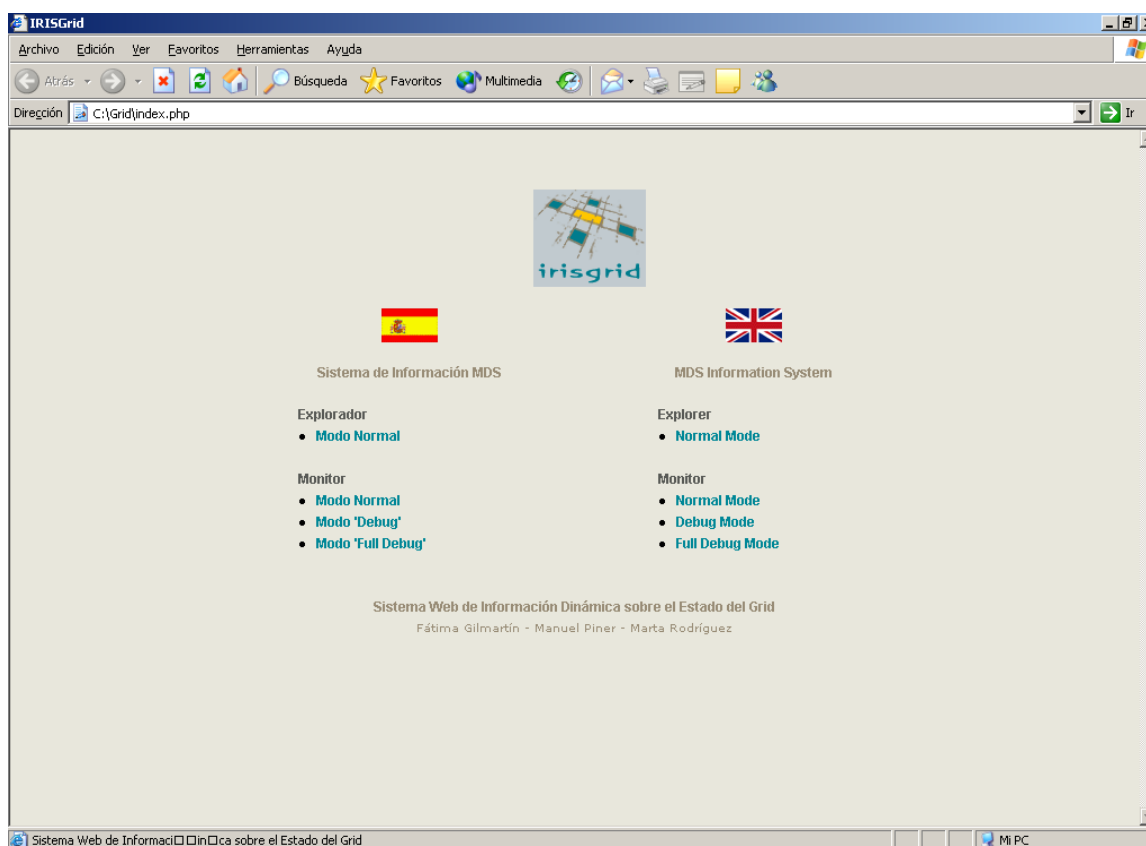 IRISGrid
Archivo Edición Ver Favoritos Herramientas Ayuda
Atrás Búsqueda Favoritos Multimedia
Dirección C:\Grid\index.php Ir
irisgrid
Sistema de Información MDS
Explorador
• Modo Normal
Monitor
• Modo Normal
• Modo 'Debug'
• Modo 'Full Debug'
MDS Information System
Explorer
• Normal Mode
Monitor
• Normal Mode
• Debug Mode
• Full Debug Mode
Sistema Web de Información Dinámica sobre el Estado del Grid
Fátima Gilmartín - Manuel Piner - Marta Rodríguez
Sistema Web de Informaci□□in□ca sobre el Estado del Grid Mi PC